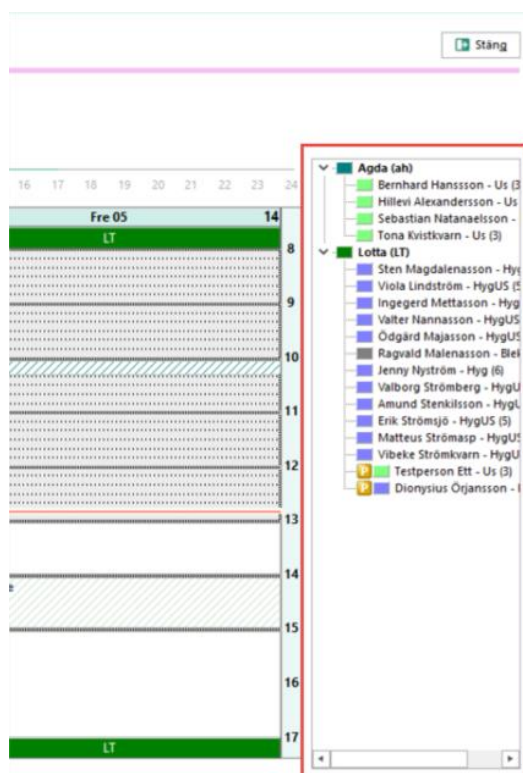 Stäng
16 17 18 19 20 21 22 23 24
Fre 05 14
LT
8
9
10
11
12
13
14
15
16
17
LT
Agda (ah)
Bernhard Hanssson - Us (3
Hillevi Alexandersson - Us
Sebastian Natanaelsson -
Tona Kvistkvarn - Us (3)
Lotta (LT)
Sten Magdalenasson - Hyg
Viola Lindström - HygUS (5
Ingegerd Mettasson - Hyg
Valter Nannasson - HygUS
Ödgärd Majasson - HygUS
Ragvald Malenasson - Blek
Jenny Nyström - Hyg (6)
Valborg Strömberg - HygU
Amund Stenkilsson - HygU
Erik Strömsjö - HygUS (5)
Matteus Strömasp - HygUS
Vibeke Strömkvarn - HygU
P Testperson Ett - Us (3)
P Dionysius Örjansson -